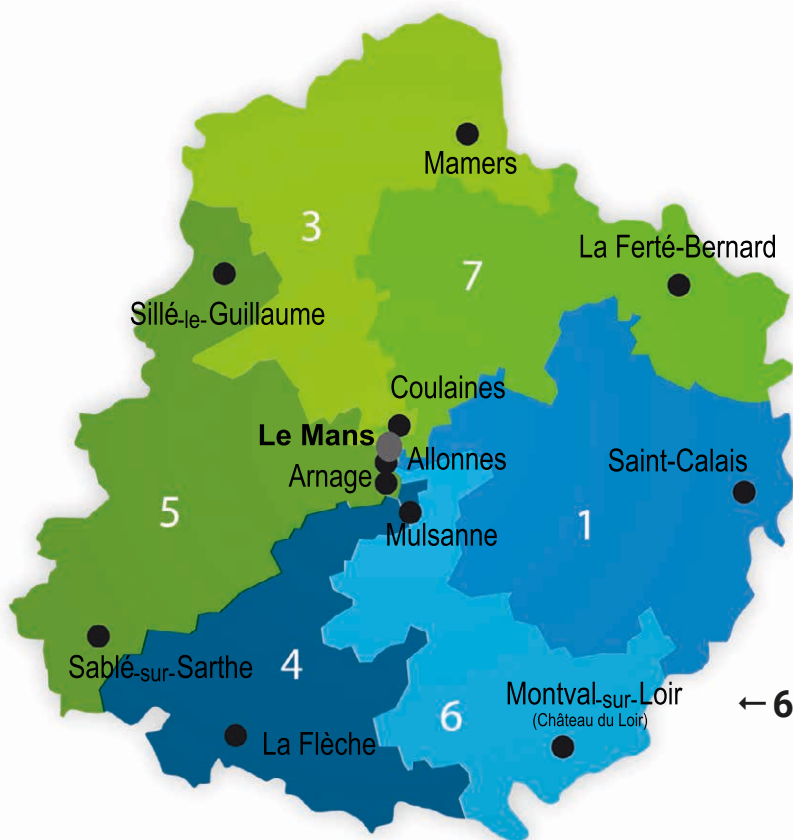 Mamers
3
La Ferté-Bernard
7
Sillé-le-Guillaume
Coulaines
Le Mans
Allonnes
Saint-Calais
Arnage
5
1
Mulsanne
Sablé-sur-Sarthe
4
Montval-sur-Loir
(Château du Loir)
6
←6
La Flèche